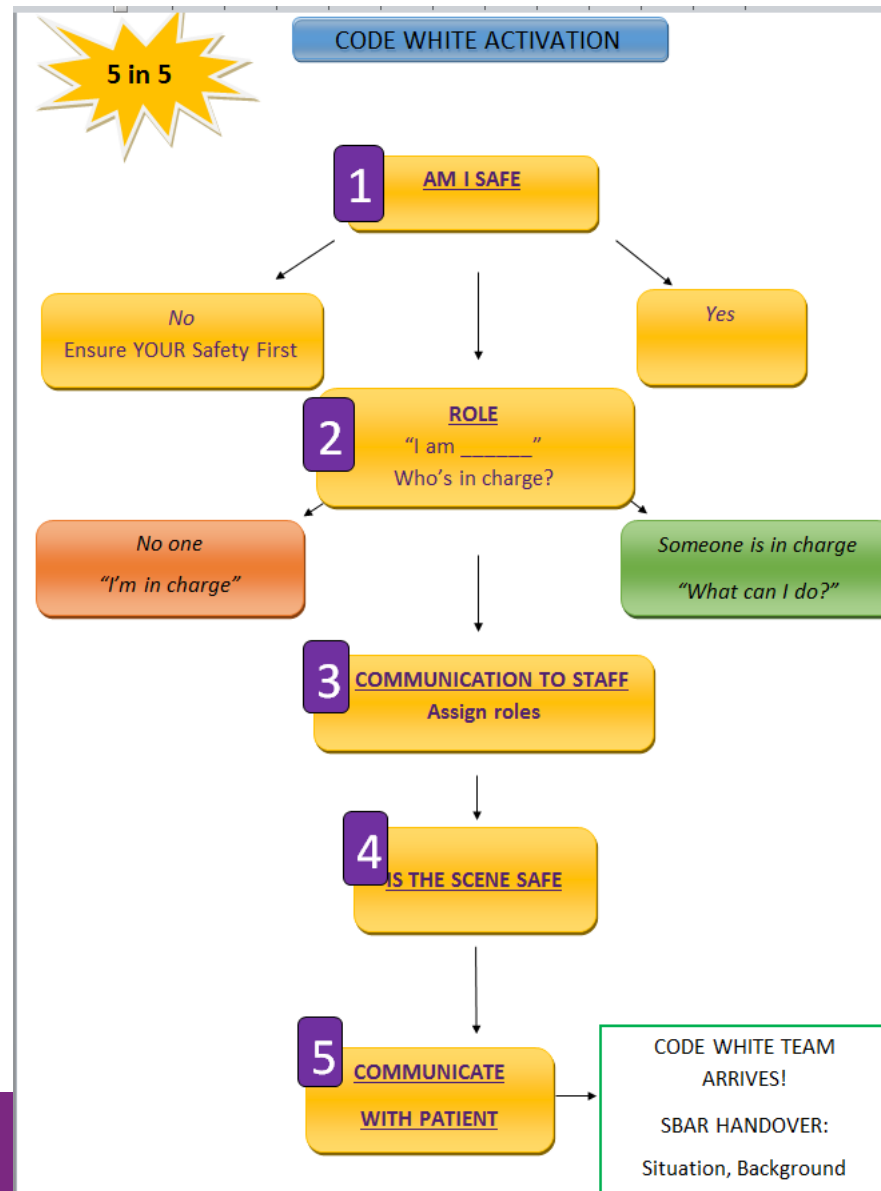 5 in 5
CODE WHITE ACTIVATION
1
AM I SAFE
No
Ensure YOUR Safety First
Yes
2
ROLE
“I am ______”
Who’s in charge?
No one
“I’m in charge”
Someone is in charge
“What can I do?”
3
COMMUNICATION TO STAFF
Assign roles
4
IS THE SCENE SAFE
5
COMMUNICATE
WITH PATIENT
CODE WHITE TEAM
ARRIVES!
SBAR HANDOVER:
Situation, Background